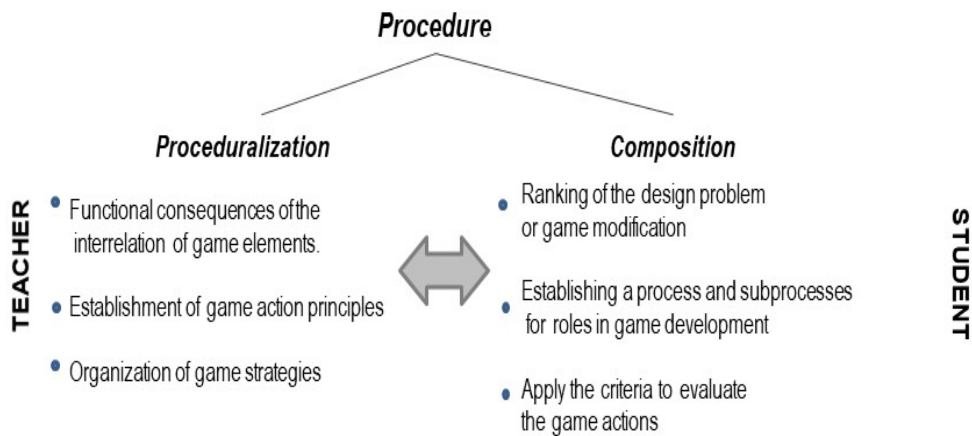 Procedure
Proceduralization
Composition
TEACHER
Functional consequences of the
interrelation of game elements.
Establishment of game action principles
Organization of game strategies
Ranking of the design problem
or game modification
Establishing a process and subprocesses
for roles in game development
Apply the criteria to evaluate
the game actions
STUDENT